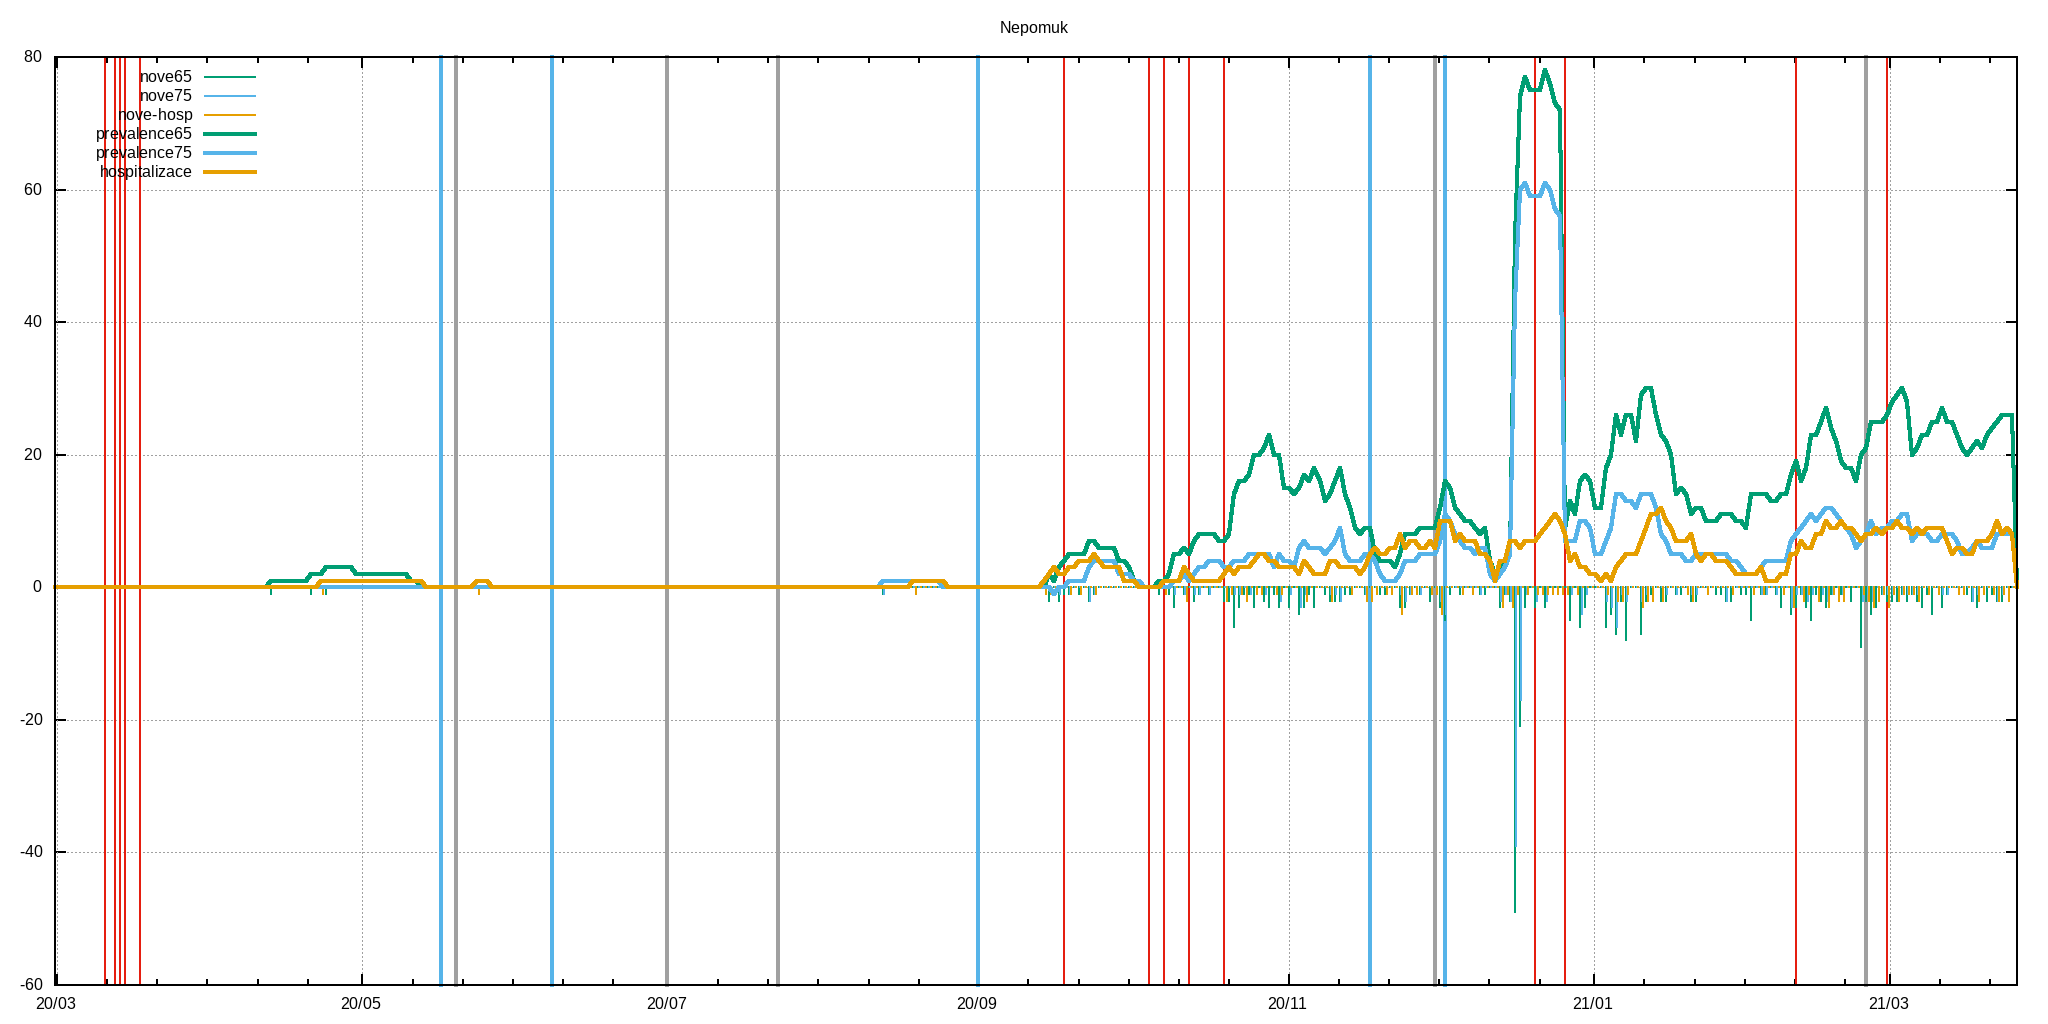 Nepomuk
80
nove65
nove75
nove-hosp
prevalence65
prevalence75
hospitalizace
60
40
20
0
-20
-40
-60
20/03 20/05 20/07 20/09 20/11 21/01 21/03